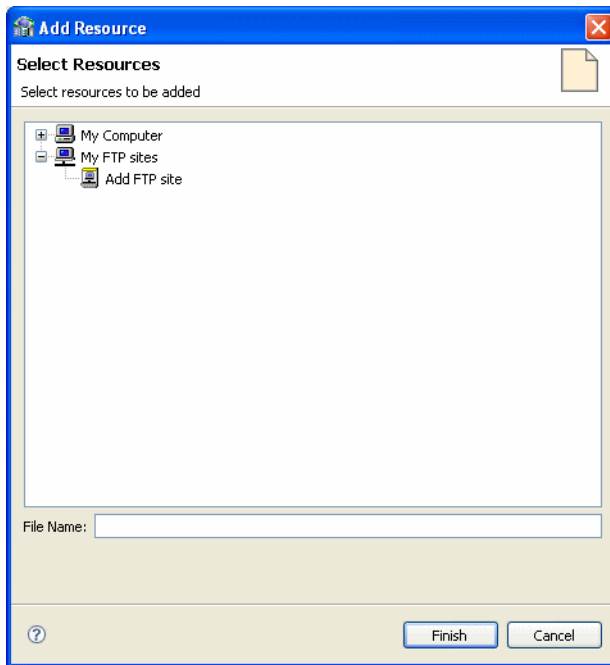 Add Resource
Select Resources
Select resources to be added
My Computer
My FTP sites
Add FTP site
File Name:
Finish Cancel